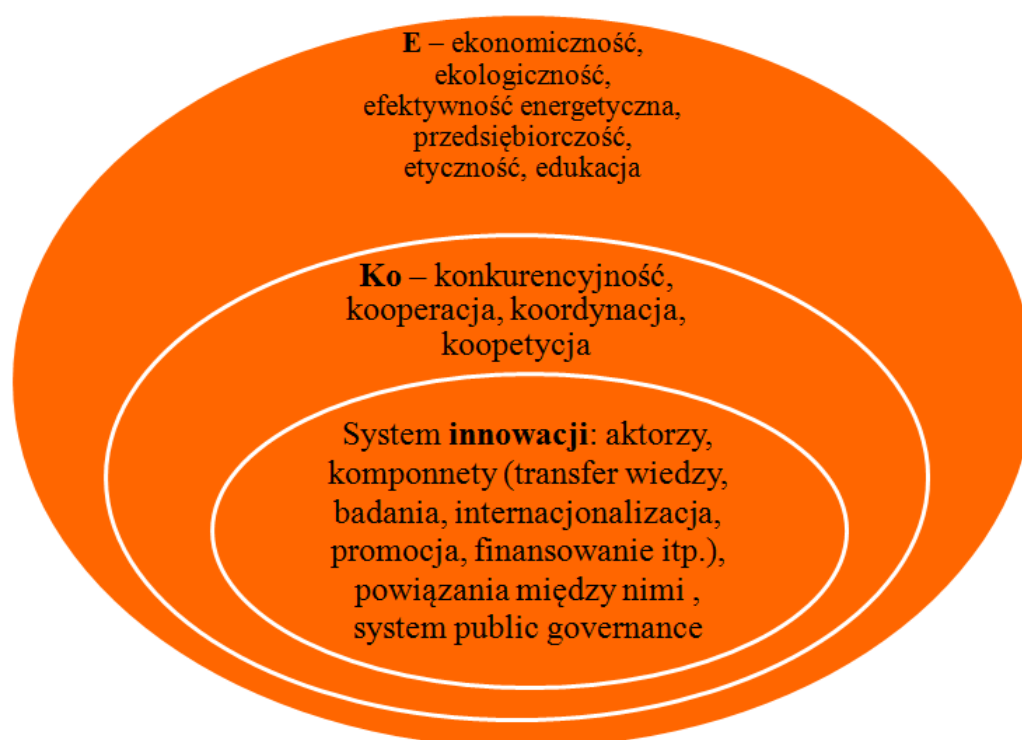 E – ekonomiczność,
ekologiczność,
efektywność energetyczna,
przedsiębiorczość,
etyczność, edukacja
Ko – konkurencyjność,
kooperacja, koordynacja,
koopetycja
System innowacji: aktorzy,
komponnety (transfer wiedzy,
badania, internacjonalizacja,
promocja, finansowanie itp.),
powiązania między nimi ,
system public governance